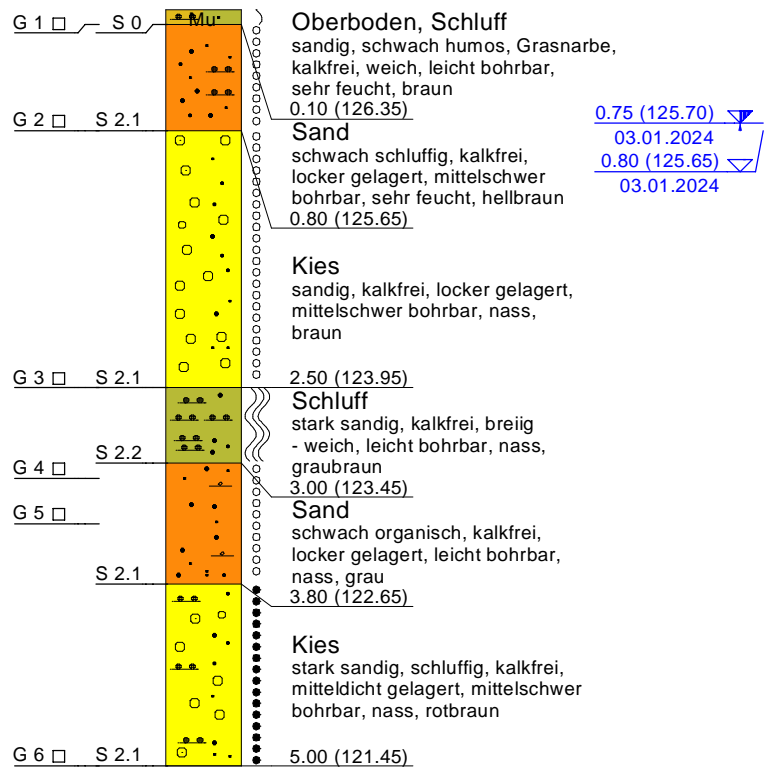 G 1 S 0
Mu
Oberboden, Schluff
sandig, schwach humos, Grasnarbe,
kalkfrei, weich, leicht bohrbar,
sehr feucht, braun
0.10 (126.35)
G 2 S 2.1
Sand
schwach schluffig, kalkfrei,
locker gelagert, mittelschwer
bohrbar, sehr feucht, hellbraun
0.80 (125.65)
0.75 (125.70)
03.01.2024
0.80 (125.65)
03.01.2024
Kies
sandig, kalkfrei, locker gelagert,
mittelschwer bohrbar, nass,
braun
G 3 S 2.1
2.50 (123.95)
Schluff
stark sandig, kalkfrei, breiig
- weich, leicht bohrbar, nass,
graubraun
S 2.2
G 4
3.00 (123.45)
G 5
Sand
schwach organisch, kalkfrei,
locker gelagert, leicht bohrbar,
nass, grau
S 2.1
3.80 (122.65)
Kies
stark sandig, schluffig, kalkfrei,
mitteldicht gelagert, mittelschwer
bohrbar, nass, rotbraun
G 6 S 2.1
5.00 (121.45)